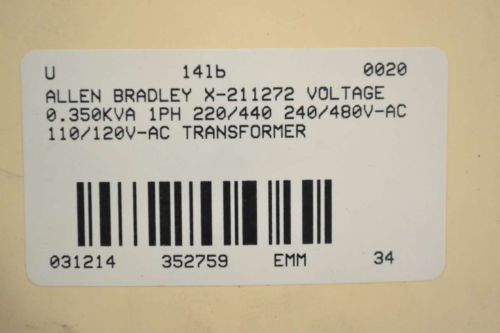 U 14lb 0020
ALLEN BRADLEY X-211272 VOLTAGE
0.350KVA 1PH 220/440 240/480V-AC
110/120V-AC TRANSFORMER
031214 352759 EMM 34